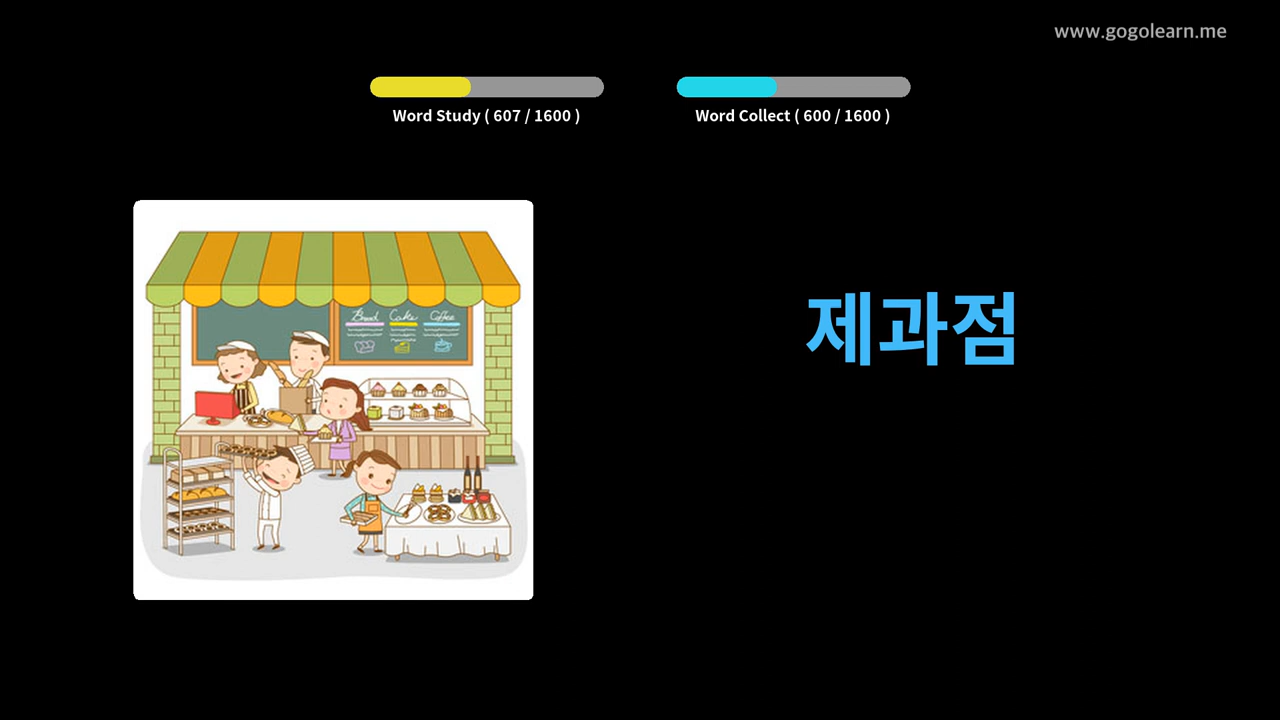 www.gogolearn.me
Word Study ( 607 / 1600 )
Word Collect ( 600 / 1600 )
Bread Cake Coffee
제과점